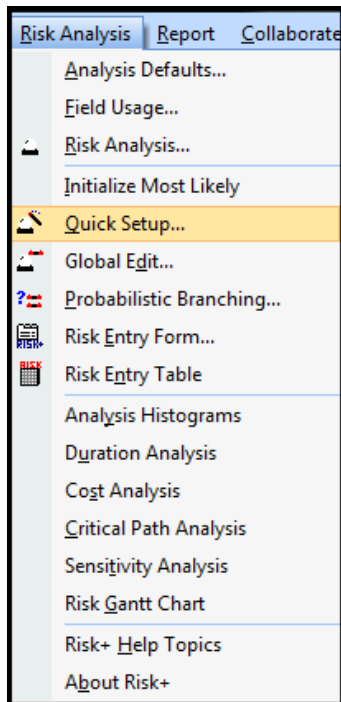 Risk Analysis Report Collaborate
Analysis Defaults...
Field Usage...
Risk Analysis...
Initialize Most Likely
Quick Setup...
Global Edit...
? Probabilistic Branching...
RISK+ Risk Entry Form...
RISK Risk Entry Table
Analysis Histograms
Duration Analysis
Cost Analysis
Critical Path Analysis
Sensitivity Analysis
Risk Gantt Chart
Risk+ Help Topics
About Risk+